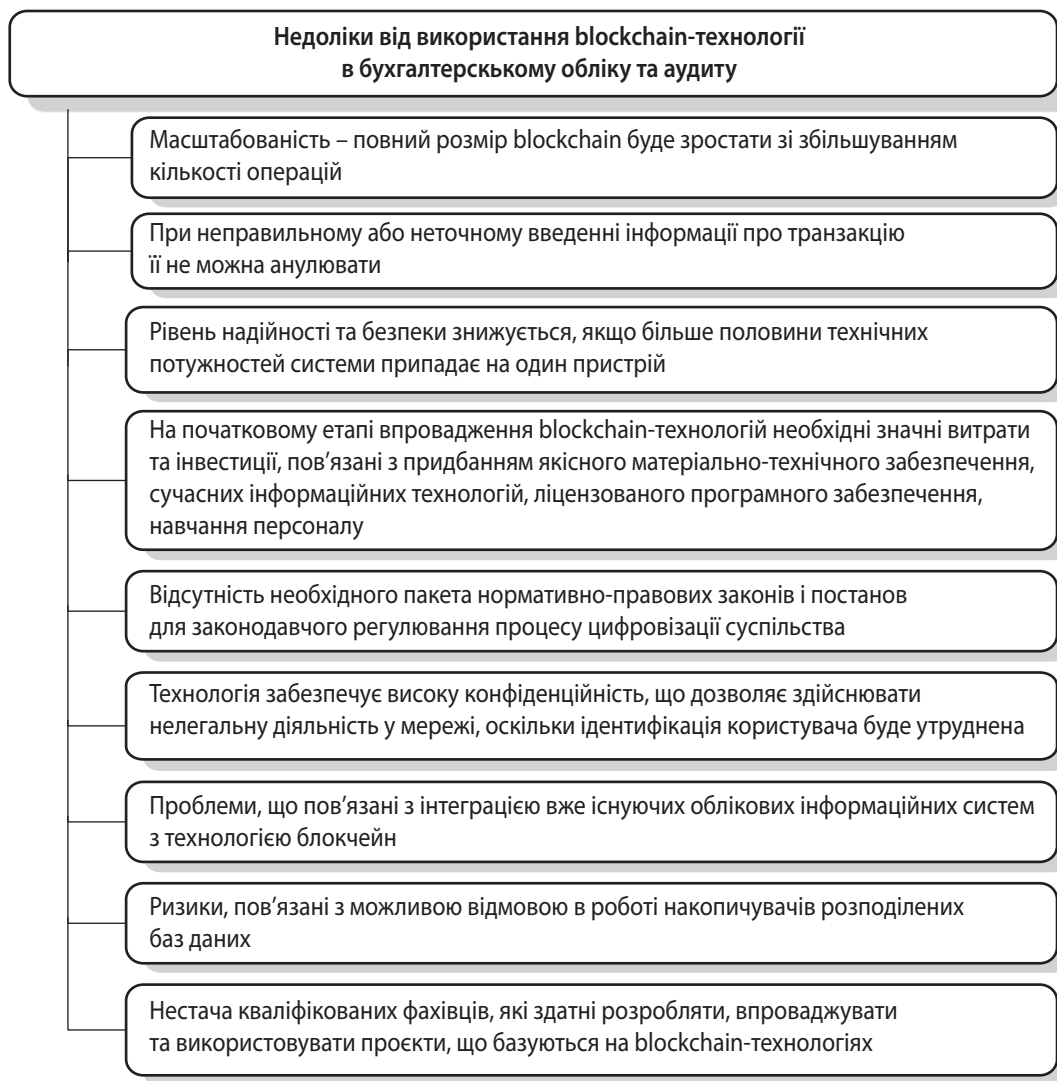 Недоліки від використання blockchain-технології
в бухгалтерскькому обліку та аудиту
Масштабованість – повний розмір blockchain буде зростати зі збільшуванням
кількості операцій
При неправильному або неточному введенні інформації про транзакцію
її не можна анулювати
Рівень надійності та безпеки знижується, якщо більше половини технічних
потужностей системи припадає на один пристрій
На початковому етапі впровадження blockchain-технологій необхідні значні витрати
та інвестиції, пов’язані з придбанням якісного матеріально-технічного забезпечення,
сучасних інформаційних технологій, ліцензованого програмного забезпечення,
навчання персоналу
Відсутність необхідного пакета нормативно-правових законів і постанов
для законодавчого регулювання процесу цифровізації суспільства
Технологія забезпечує високу конфіденційність, що дозволяє здійснювати
нелегальну діяльність у мережі, оскільки ідентифікація користувача буде утруднена
Проблеми, що пов’язані з інтеграцією вже існуючих облікових інформаційних систем
з технологією блокчейн
Ризики, пов’язані з можливою відмовою в роботі накопичувачів розподілених
баз даних
Нестача кваліфікованих фахівців, які здатні розробляти, впроваджувати
та використовувати проєкти, що базуються на blockchain-технологіях